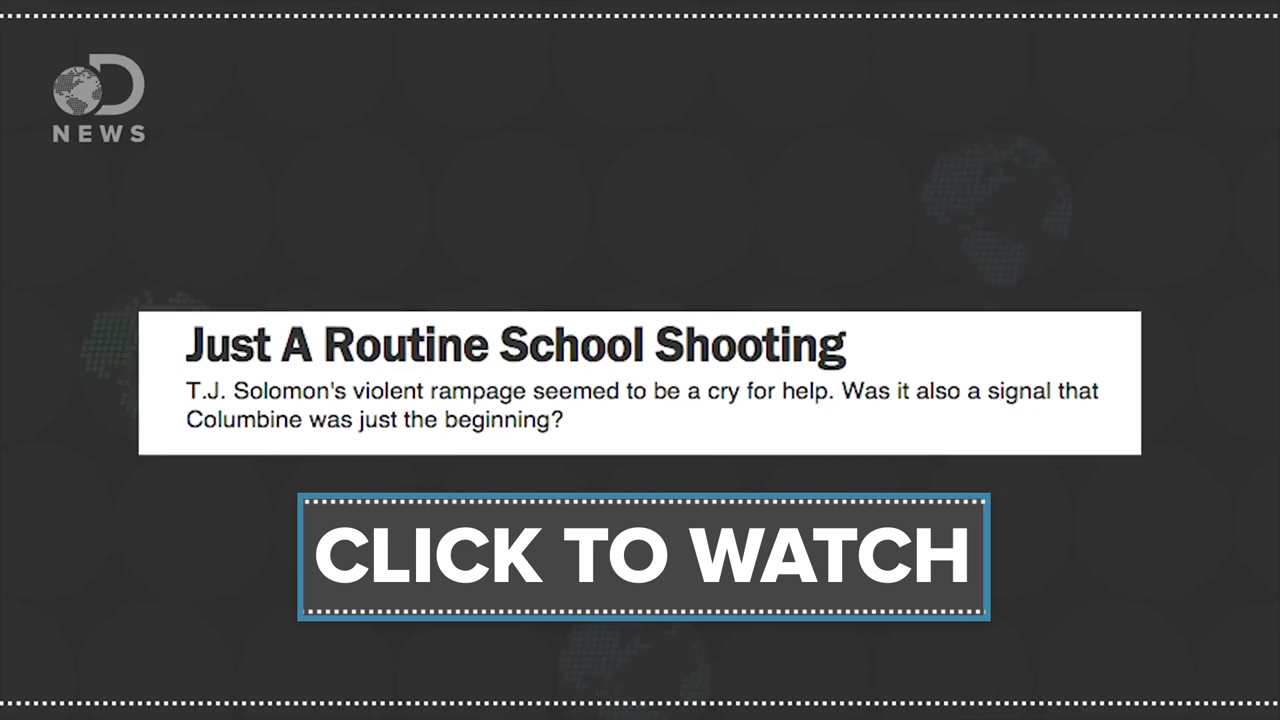 NEWS
Just A Routine School Shooting
T.J. Solomon's violent rampage seemed to be a cry for help. Was it also a signal that
Columbine was just the beginning?
CLICK TO WATCH